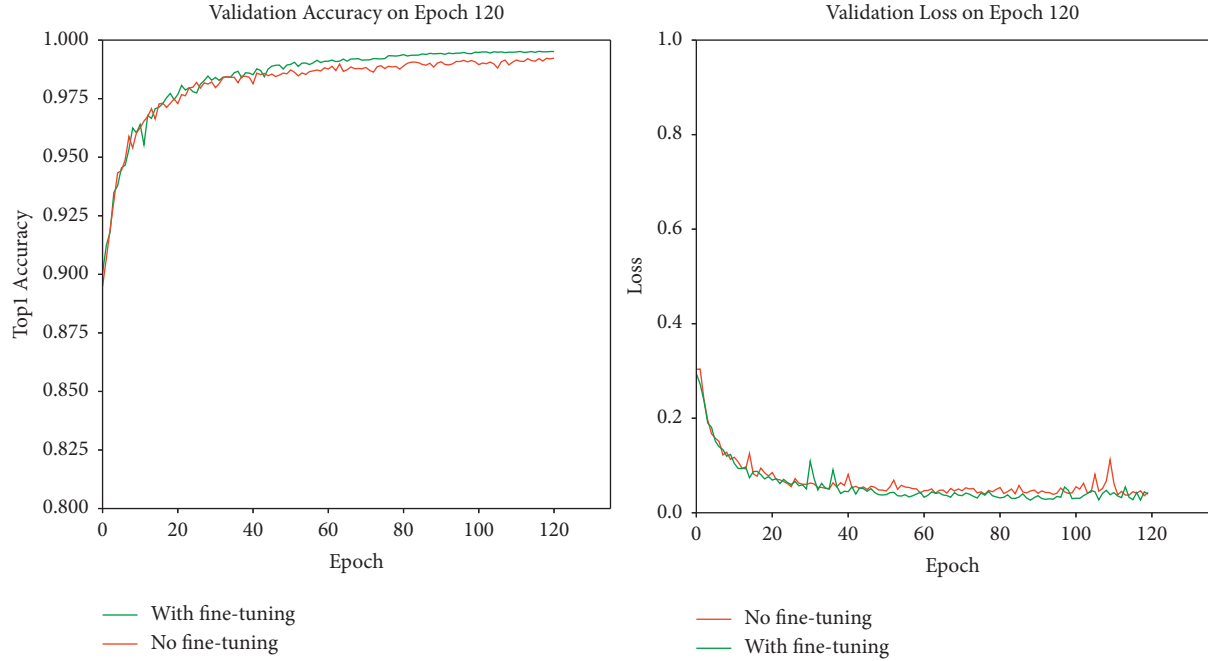 Validation Accuracy on Epoch 120
1.000
0.975
0.950
0.925
0.900
0.875
0.850
0.825
0.800
Top1 Accuracy
0 20 40 60 80 100 120
Epoch
With fine-tuning
No fine-tuning
Validation Loss on Epoch 120
1.0
0.8
0.6
0.4
0.2
0.0
Loss
0 20 40 60 80 100 120
Epoch
No fine-tuning
With fine-tuning